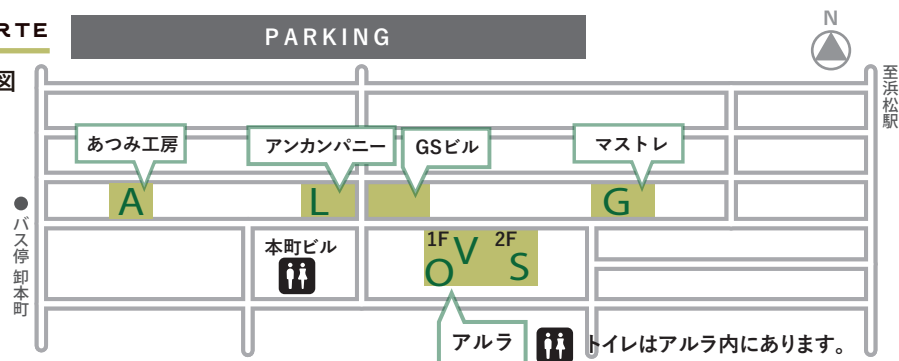 RTE
PARKING
N
図
至浜松駅
あつみ工房
アンカンパニー
GSビル
マストレ
A
L
G
●バス停 卸本町
本町ビル
1F V 2F
O S
アルラ
トイレはアルラ内にあります。